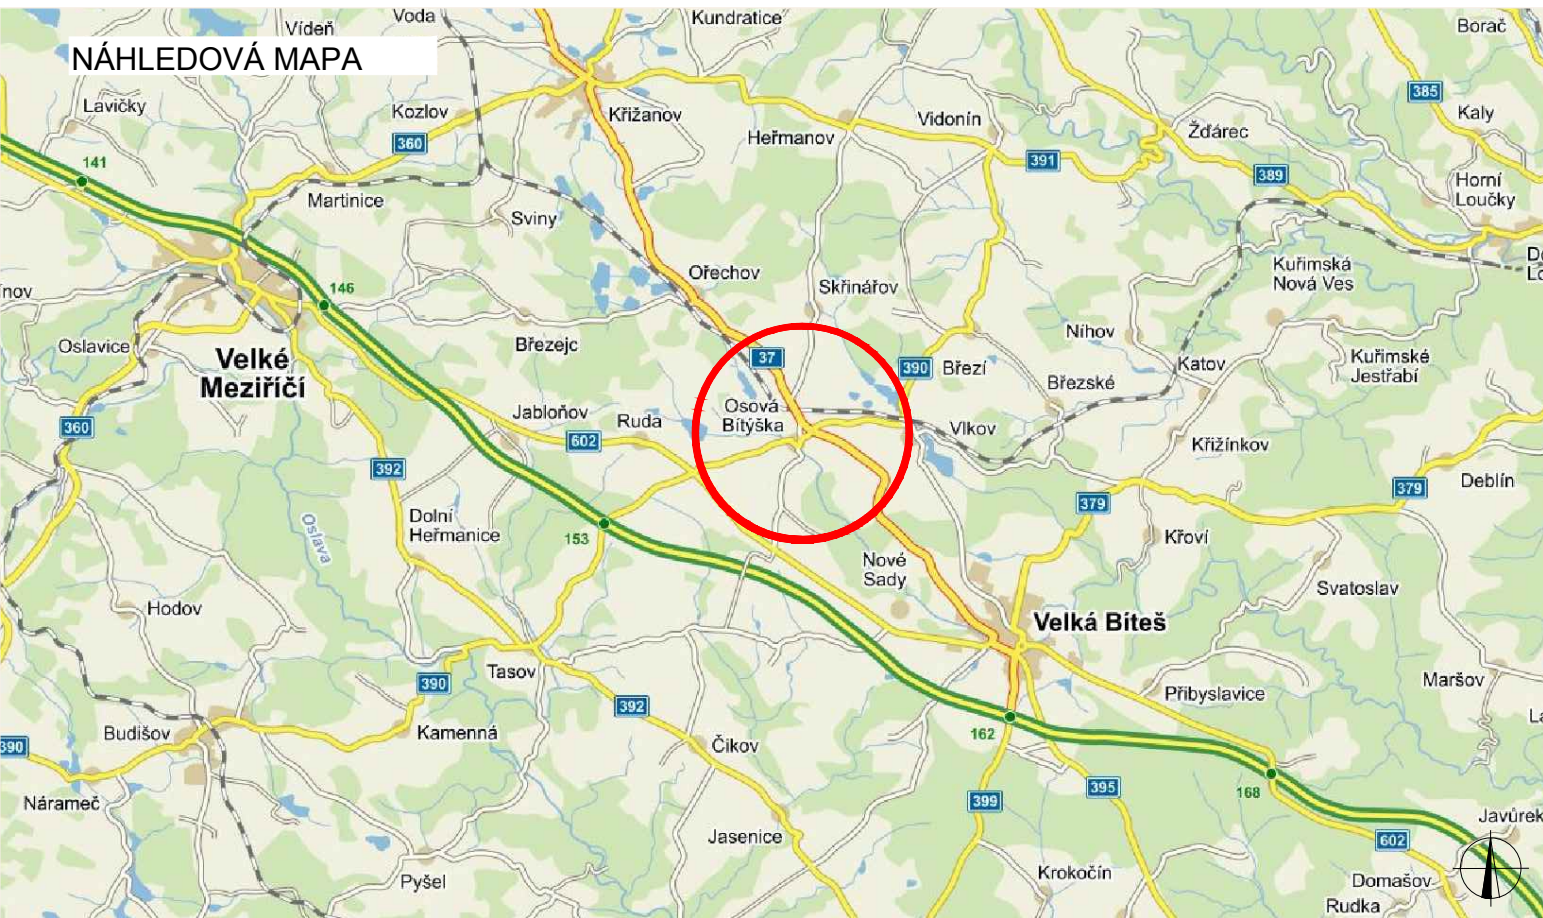 Voda
Kundratice
Vídeň
Borač
NÁHLEDOVÁ MAPA
385
Lavičky
Kozlov
Křižanov
Kaly
Vidonín
Heřmanov
Žďárec
360
141
391
389
Martinice
Horní
Loučky
Sviny
Ořechov
Kuřimská
Nová Ves
146
Skřinářov
Níhov
Oslavice
Březejc
37
Velké
Meziříčí
390
Březí
Katov
Kuřimské
Jestřabí
Březské
Osová
Bítýška
Jabloňov
Ruda
360
602
Vlkov
Křižínkov
392
Deblín
379
379
Dolní
Heřmanice
Oslava
153
Křoví
Nové
Sady
Svatoslav
Hodov
Velká Bíteš
Tasov
390
Maršov
Přibyslavice
392
Budišov
Kamenná
162
390
Čikov
395
168
399
Nárameč
Javůrek
Jasenice
602
Krokočín
Pyšel
Domašov
Rudka